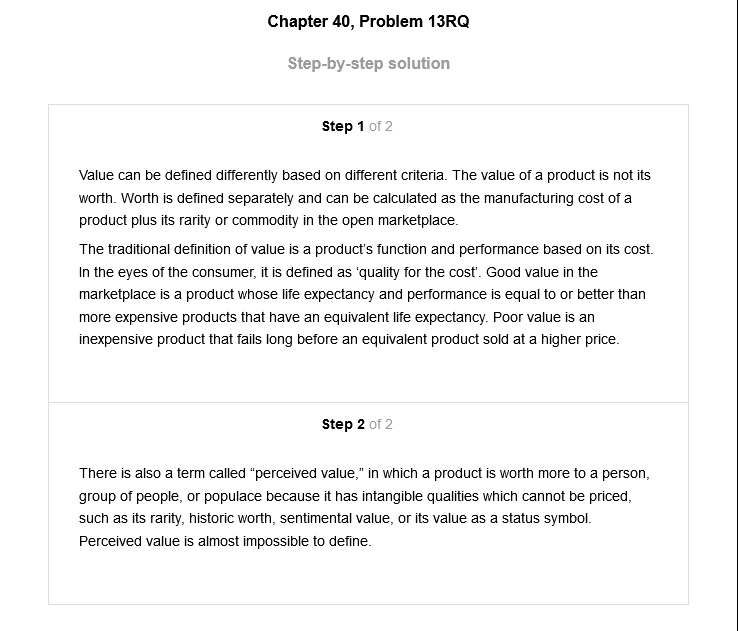 Chapter 40, Problem 13RQ
Step-by-step solution
Step 1 of 2
Value can be defined differently based on different criteria. The value of a product is not its
worth. Worth is defined separately and can be calculated as the manufacturing cost of a
product plus its rarity or commodity in the open marketplace.
The traditional definition of value is a product’s function and performance based on its cost.
In the eyes of the consumer, it is defined as ‘quality for the cost’. Good value in the
marketplace is a product whose life expectancy and performance is equal to or better than
more expensive products that have an equivalent life expectancy. Poor value is an
inexpensive product that fails long before an equivalent product sold at a higher price.
Step 2 of 2
There is also a term called “perceived value,” in which a product is worth more to a person,
group of people, or populace because it has intangible qualities which cannot be priced,
such as its rarity, historic worth, sentimental value, or its value as a status symbol.
Perceived value is almost impossible to define.